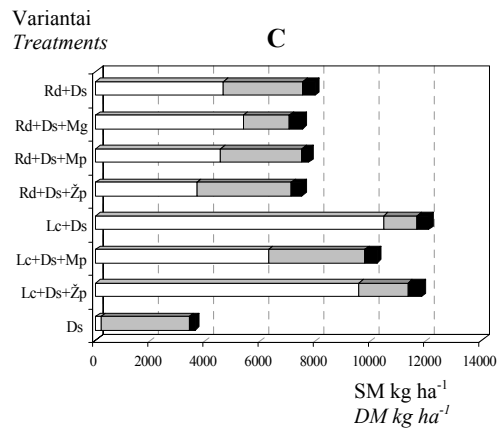 Variantai
Treatments
C
Rd+Ds
Rd+Ds+Mg
Rd+Ds+Mp
Rd+Ds+Žp
Lc+Ds
Lc+Ds+Mp
Lc+Ds+Žp
Ds
0 2000 4000 6000 8000 10000 12000 14000
SM kg ha⁻¹
DM kg ha⁻¹